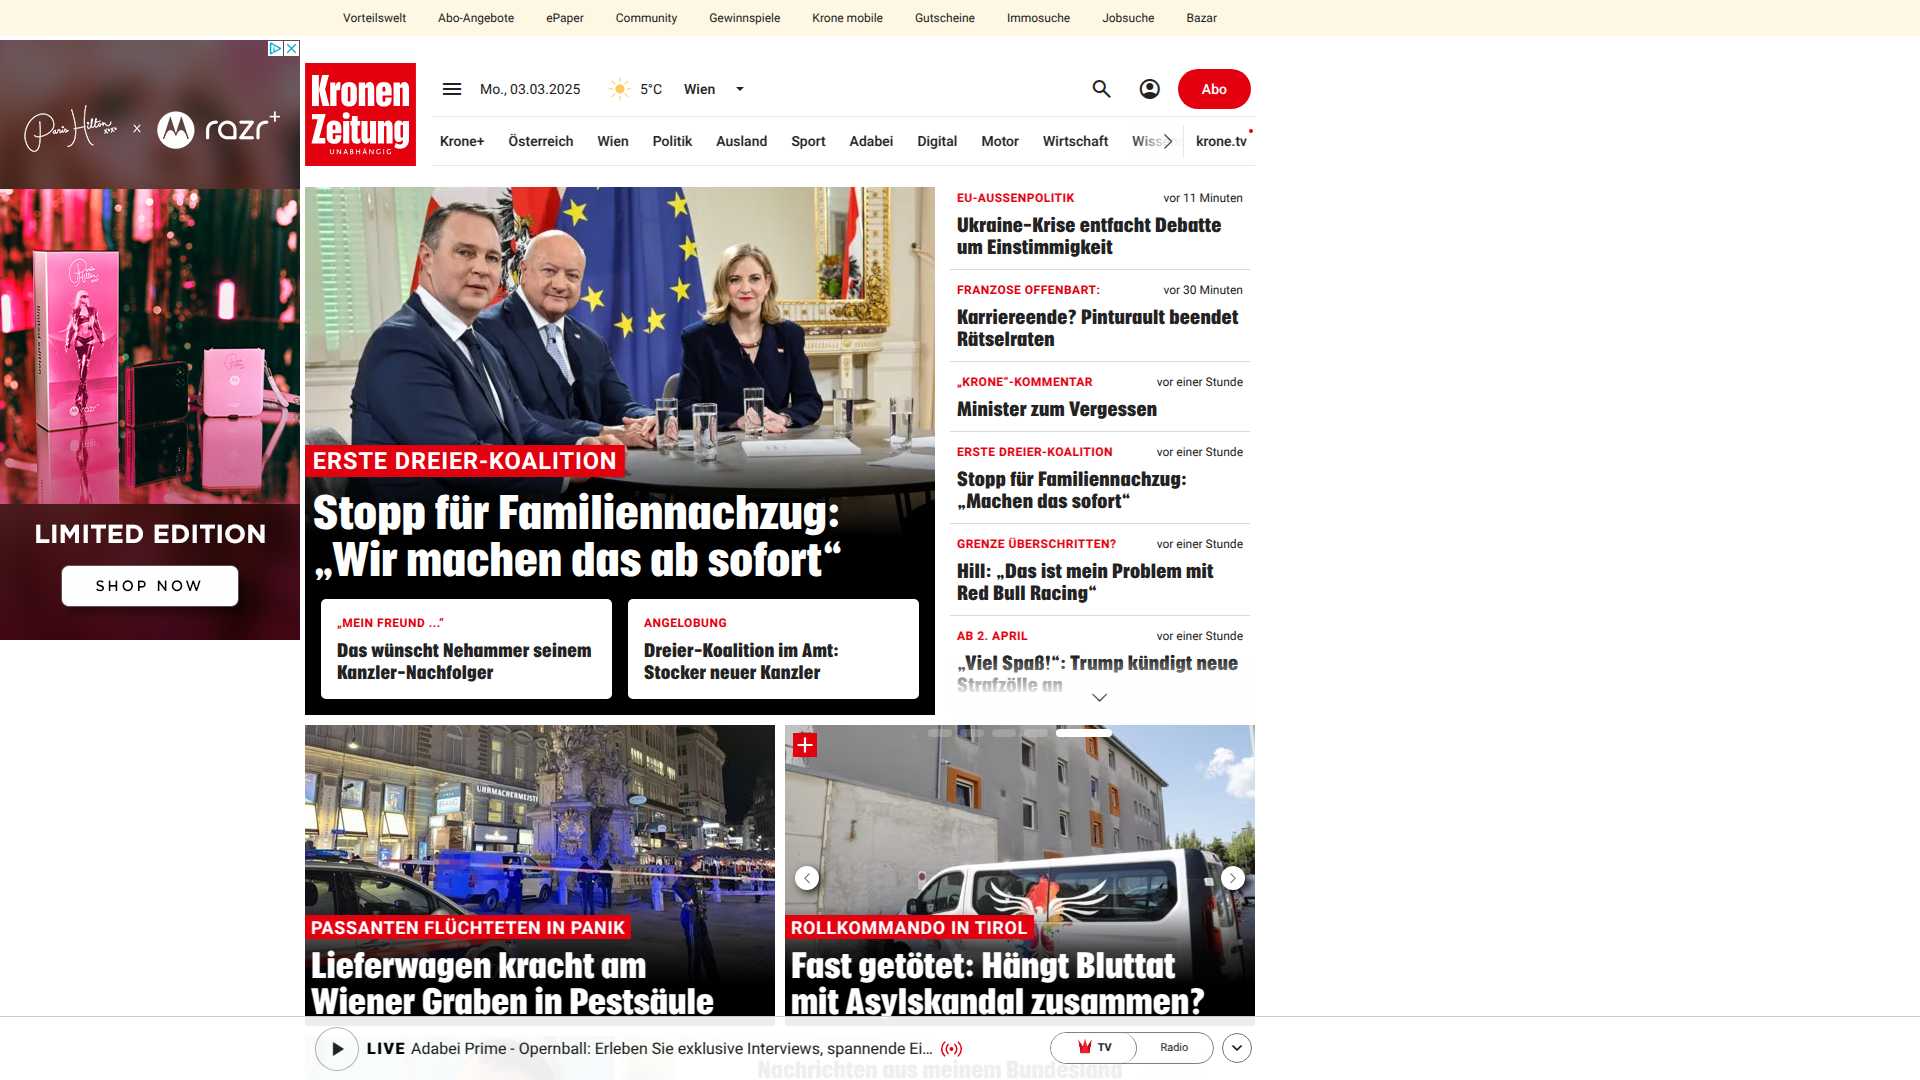 Vorteilswelt Abo-Angebote ePaper Community Gewinnspiele Krone mobile Gutscheine Immosuche Jobsuche Bazar
Kronen
Zeitung
UNABHÄNGIG
Mo., 03.03.2025 5°C Wien Abo
Krone+ Österreich Wien Politik Ausland Sport Adabei Digital Motor Wirtschaft krone.tv
Paris Hilton x razr+
LIMITED EDITION
SHOP NOW
ERSTE DREIER-KOALITION
Stopp für Familiennachzug:
„Wir machen das ab sofort“
„MEIN FREUND ...“
Das wünscht Nehammer seinem
Kanzler-Nachfolger
ANGELOBUNG
Dreier-Koalition im Amt:
Stocker neuer Kanzler
EU-AUSSENPOLITIK vor 11 Minuten
Ukraine-Krise entfacht Debatte
um Einstimmigkeit
FRANZOSE OFFENBART: vor 30 Minuten
Karriereende? Pinturault beendet
Rätselraten
„KRONE“-KOMMENTAR vor einer Stunde
Minister zum Vergessen
ERSTE DREIER-KOALITION vor einer Stunde
Stopp für Familiennachzug:
„Machen das sofort“
GRENZE ÜBERSCHRITTEN? vor einer Stunde
Hill: „Das ist mein Problem mit
Red Bull Racing“
AB 2. APRIL vor einer Stunde
„Viel Spaß!“: Trump kündigt neue
Strafzölle an
UHRMACHERMEISTER
PASSANTEN FLÜCHTETEN IN PANIK
Lieferwagen kracht am
Wiener Graben in Pestsäule
ROLLKOMMANDO IN TIROL
Fast getötet: Hängt Bluttat
mit Asylskandal zusammen?
LIVE Adabei Prime - Opernball: Erleben Sie exklusive Interviews, spannende Ei...
TV Radio
Nachrichten aus meinem Bundesland